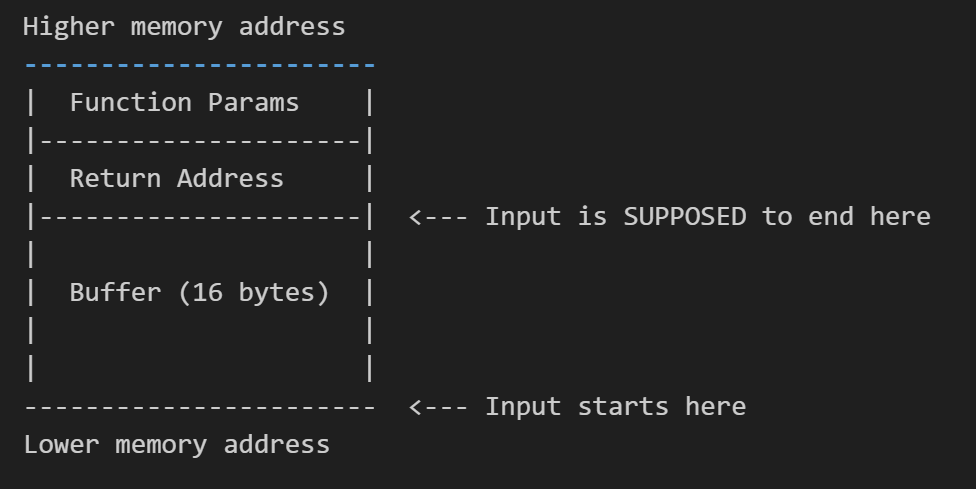 Higher memory address
-----------------------
|  Function Params    |
|---------------------|
|  Return Address     |
|---------------------|  <--- Input is SUPPOSED to end here
|                     |
|  Buffer (16 bytes)  |
|                     |
|                     |
-----------------------  <--- Input starts here
Lower memory address